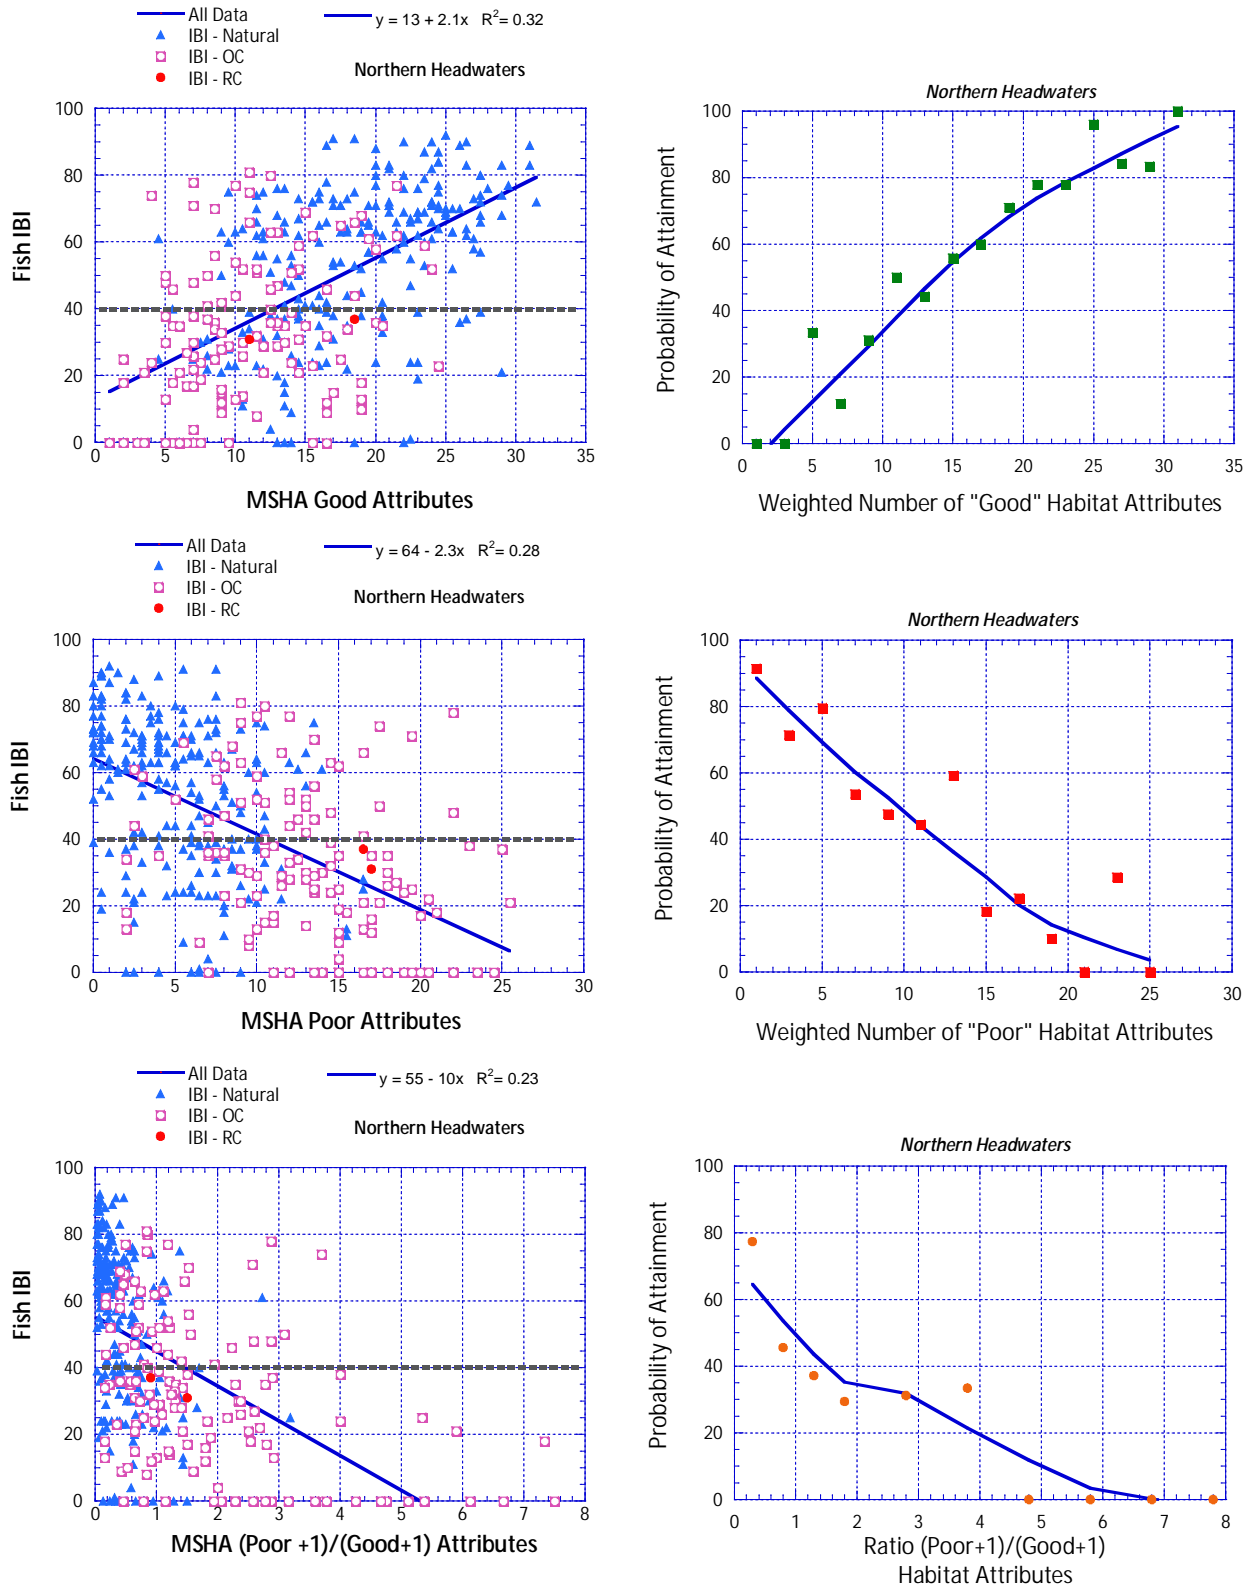 All Data
y = 13 + 2.1x R²= 0.32
IBI - Natural
IBI - OC
IBI - RC
Northern Headwaters
100
80
60
40
20
0
Fish IBI
0 5 10 15 20 25 30 35
MSHA Good Attributes
Northern Headwaters
100
80
60
40
20
0
Probability of Attainment
0 5 10 15 20 25 30 35
Weighted Number of "Good" Habitat Attributes
All Data
y = 64 - 2.3x R²= 0.28
IBI - Natural
IBI - OC
IBI - RC
Northern Headwaters
100
80
60
40
20
0
Fish IBI
0 5 10 15 20 25 30
MSHA Poor Attributes
Northern Headwaters
100
80
60
40
20
0
Probability of Attainment
0 5 10 15 20 25 30
Weighted Number of "Poor" Habitat Attributes
All Data
y = 55 - 10x R²= 0.23
IBI - Natural
IBI - OC
IBI - RC
Northern Headwaters
100
80
60
40
20
0
Fish IBI
0 1 2 3 4 5 6 7 8
MSHA (Poor +1)/(Good+1) Attributes
Northern Headwaters
100
80
60
40
20
0
Probability of Attainment
0 1 2 3 4 5 6 7 8
Ratio (Poor+1)/(Good+1)
Habitat Attributes